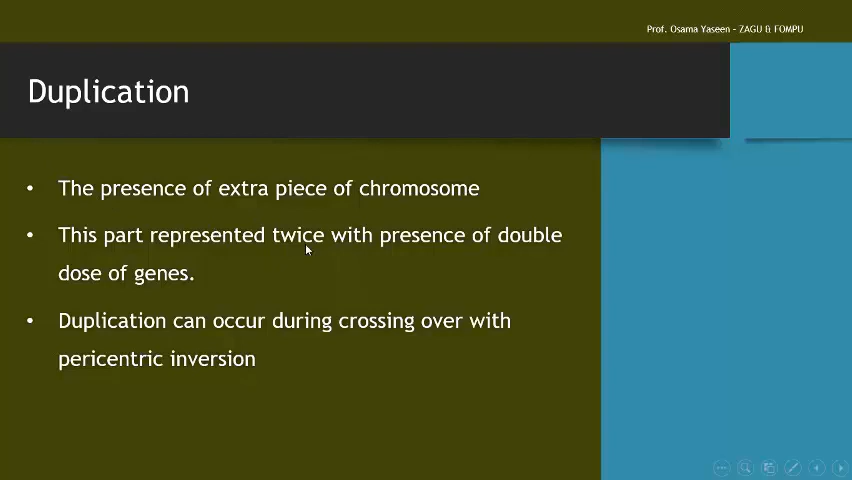 Prof. Osama Yaseen – ZAGU & FOMPU
Duplication
• The presence of extra piece of chromosome
• This part represented twice with presence of double
dose of genes.
• Duplication can occur during crossing over with
pericentric inversion